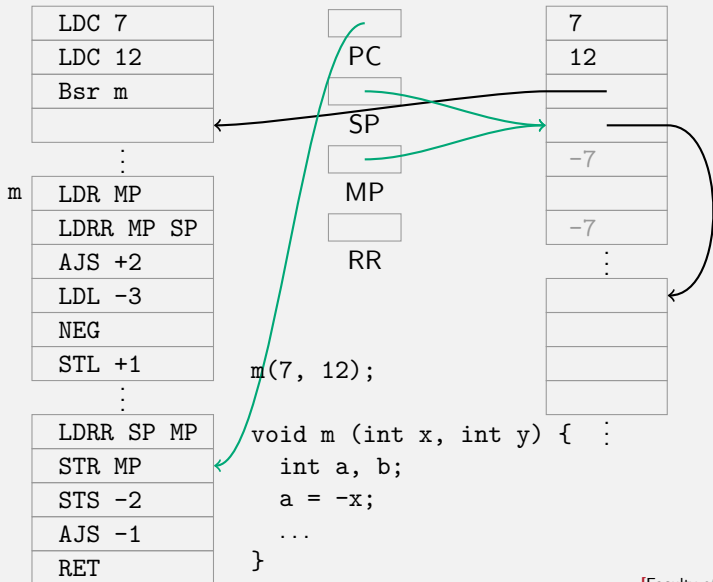 LDC 7
LDC 12
Bsr m
⋮
m LDR MP
LDRR MP SP
AJS +2
LDL -3
NEG
STL +1
⋮
LDRR SP MP
STR MP
STS -2
AJS -1
RET
PC
SP
MP
RR
m(7, 12);
void m (int x, int y) {
int a, b;
a = -x;
...
}
7
12
-7
-7
⋮
⋮
[Faculty